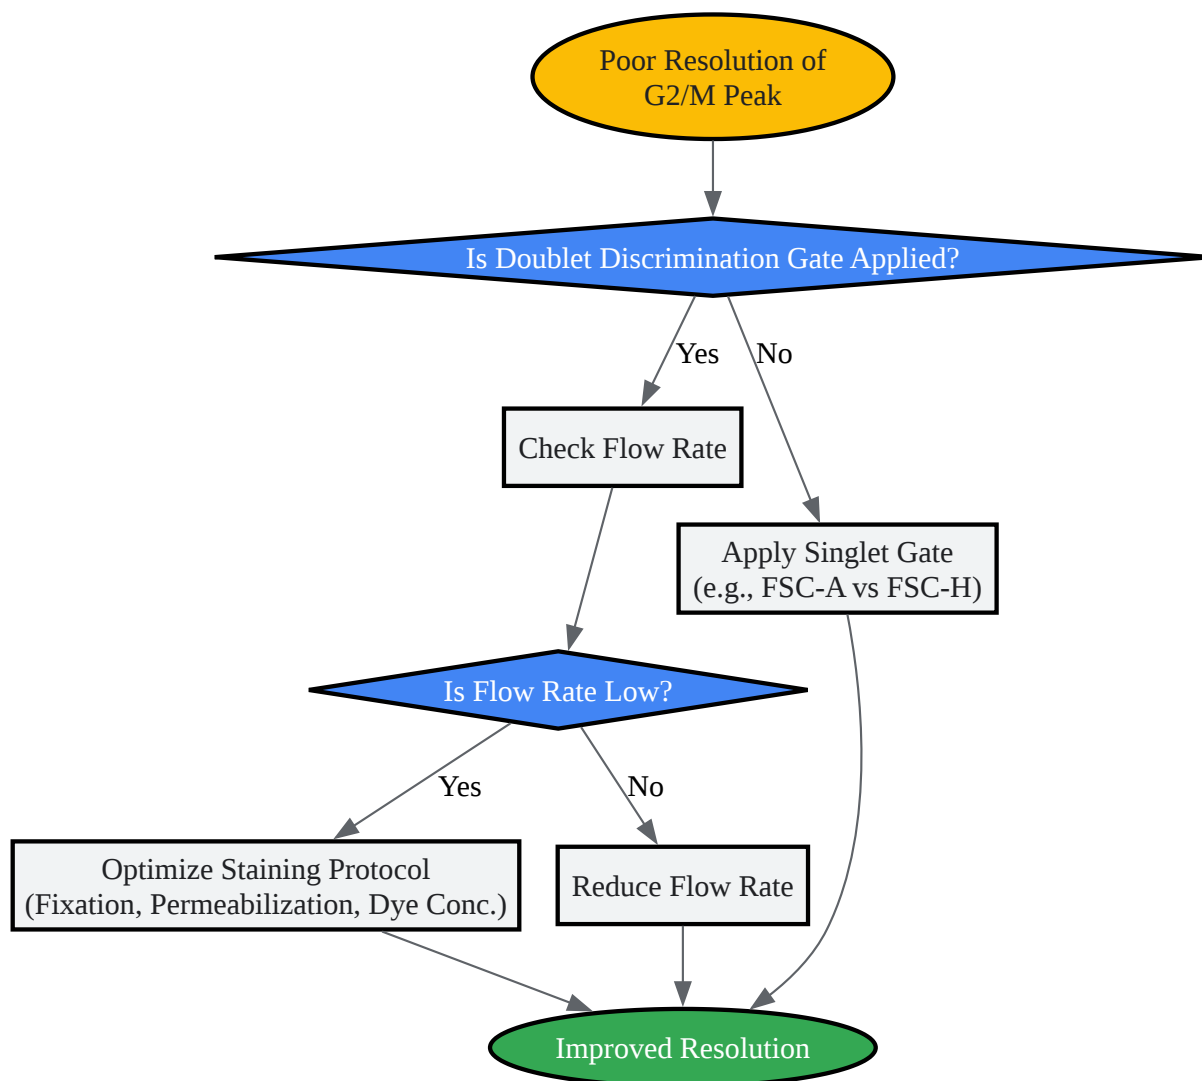 Poor Resolution of
G2/M Peak
Is Doublet Discrimination Gate Applied?
Yes
No
Check Flow Rate
Apply Singlet Gate
(e.g., FSC-A vs FSC-H)
Is Flow Rate Low?
Yes
No
Optimize Staining Protocol
(Fixation, Permeabilization, Dye Conc.)
Reduce Flow Rate
Improved Resolution